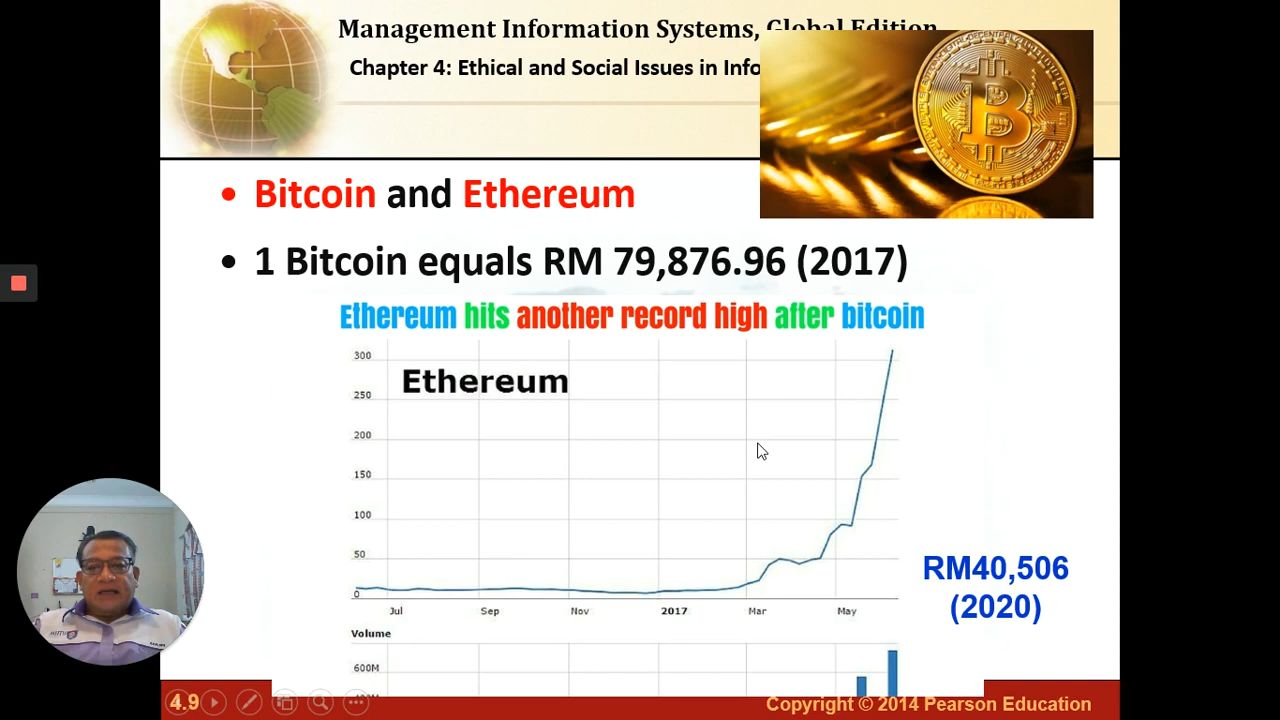 Management Information Systems, Global Edition
Chapter 4: Ethical and Social Issues in Info
• Bitcoin and Ethereum
• 1 Bitcoin equals RM 79,876.96 (2017)
Ethereum hits another record high after bitcoin
Ethereum
300
250
200
150
100
50
0
Jul Sep Nov 2017 Mar May
Volume
600M
RM40,506
(2020)
4.9
Copyright © 2014 Pearson Education